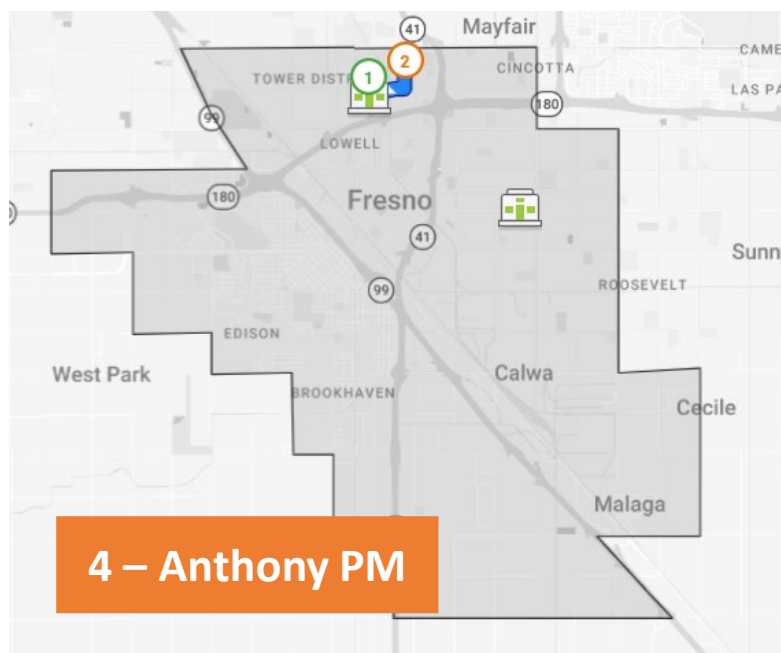 41
Mayfair
2
CAME
TOWER DISTR
1
CINCOTTA
LAS PA
180
99
LOWELL
180
Fresno
41
Sunn
99
ROOSEVELT
EDISON
West Park
Calwa
BROOKHAVEN
Cecile
Malaga
4 – Anthony PM